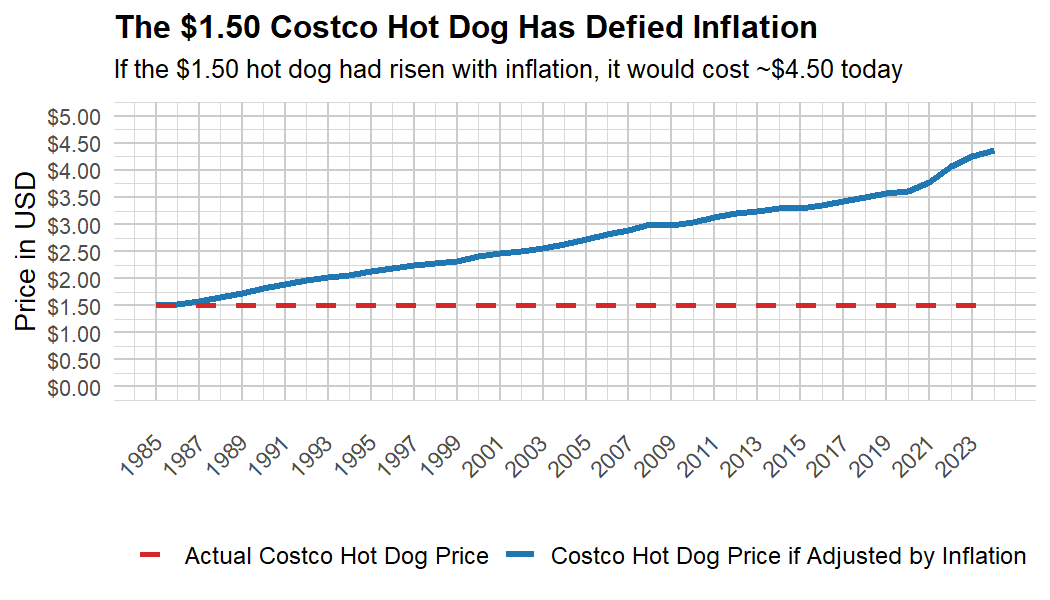 The $1.50 Costco Hot Dog Has Defied Inflation
If the $1.50 hot dog had risen with inflation, it would cost ~$4.50 today
Price in USD
$5.00
$4.50
$4.00
$3.50
$3.00
$2.50
$2.00
$1.50
$1.00
$0.50
$0.00
1985 1987 1989 1991 1993 1995 1997 1999 2001 2003 2005 2007 2009 2011 2013 2015 2017 2019 2021 2023
Actual Costco Hot Dog Price Costco Hot Dog Price if Adjusted by Inflation